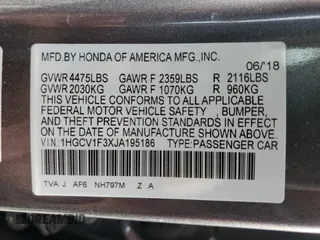 MFD.BY HONDA OF AMERICA MFG.,INC.
06/'18
GVWR 4475LBS GAWR F 2359LBS R 2116LBS
GVWR 2030KG GAWR F 1070KG R 960KG
THIS VEHICLE CONFORMS TO ALL APPLICABLE
FEDERAL MOTOR VEHICLE SAFETY , BUMPER,
AND THEFT PREVENTION STANDARDS IN EFFECT
ON THE DATE OF MANUFACTURE SHOWN ABOVE.
V.I.N:1HGCV1F3XJA195186 TYPE:PASSENGER CAR
TVA J AF6 NH797M Z A